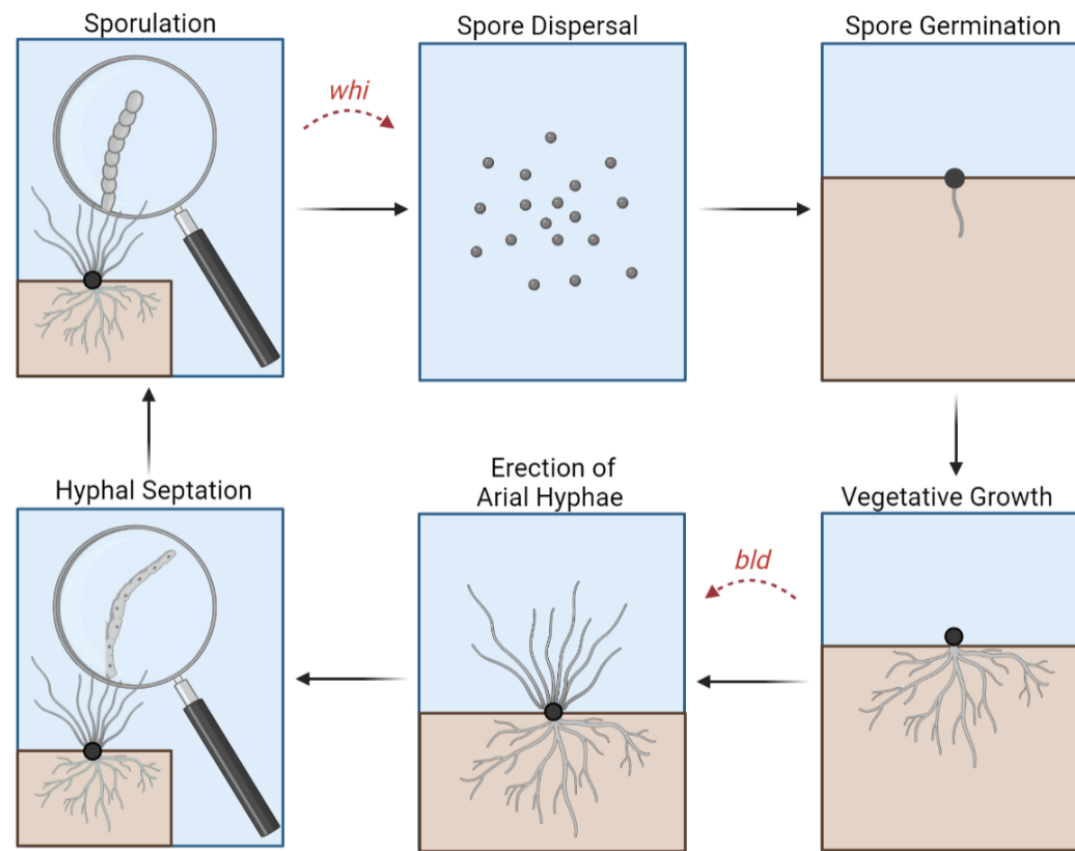 Sporulation
Spore Dispersal
Spore Germination
whi
Hyphal Septation
Erection of
Arial Hyphae
Vegetative Growth
bld